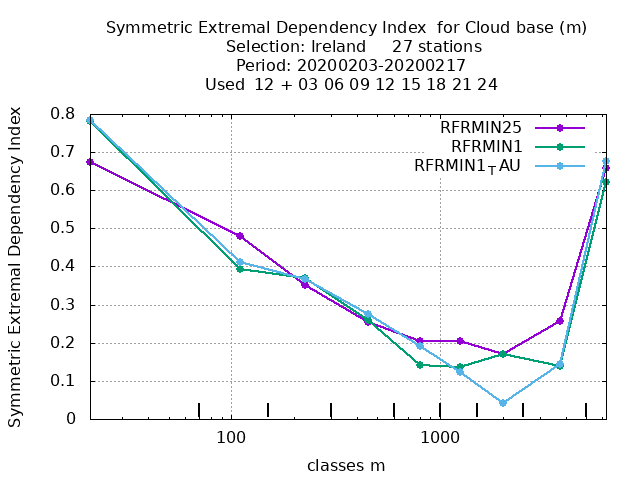 Symmetric Extremal Dependency Index for Cloud base (m)
Selection: Ireland 27 stations
Period: 20200203-20200217
Used 12 + 03 06 09 12 15 18 21 24
Symmetric Extremal Dependency Index
0.8
0.7
0.6
0.5
0.4
0.3
0.2
0.1
0
RFRMIN25
RFRMIN1
RFRMIN1TAU
100
1000
classes m